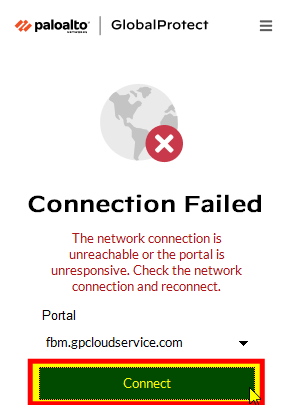 paloalto NETWORKS | GlobalProtect
Connection Failed
The network connection is
unreachable or the portal is
unresponsive. Check the network
connection and reconnect.
Portal
fbm.gpcloudservice.com
Connect